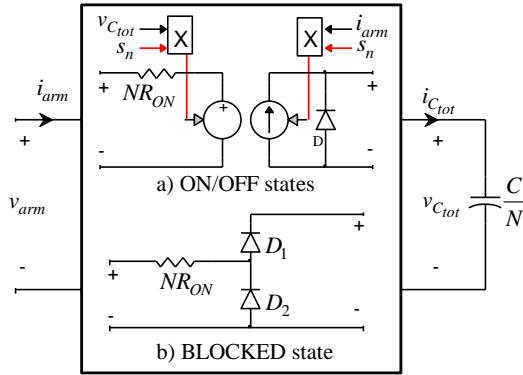 v_{C_{tot}}
s_n
X
X
i_{arm}
s_n
i_{arm}
+
NR_{ON}
+
+
i_{C_{tot}}
+
-
-
D
-
+
a) ON/OFF states
v_{arm}
v_{C_{tot}}
C/N
+
D_1
+
NR_{ON}
D_2
-
-
-
-
b) BLOCKED state